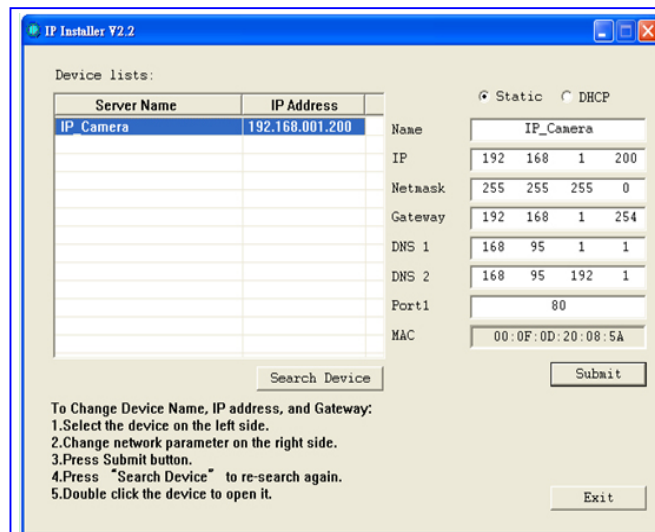 IP Installer V2.2
Device lists:
Server Name IP Address
IP_Camera 192.168.001.200
Static DHCP
Name IP_Camera
IP 192 168 1 200
Netmask 255 255 255 0
Gateway 192 168 1 254
DNS 1 168 95 1 1
DNS 2 168 95 192 1
Port1 80
MAC 00:0F:0D:20:08:5A
Search Device
Submit
To Change Device Name, IP address, and Gateway:
1.Select the device on the left side.
2.Change network parameter on the right side.
3.Press Submit button.
4.Press “Search Device” to re-search again.
5.Double click the device to open it.
Exit